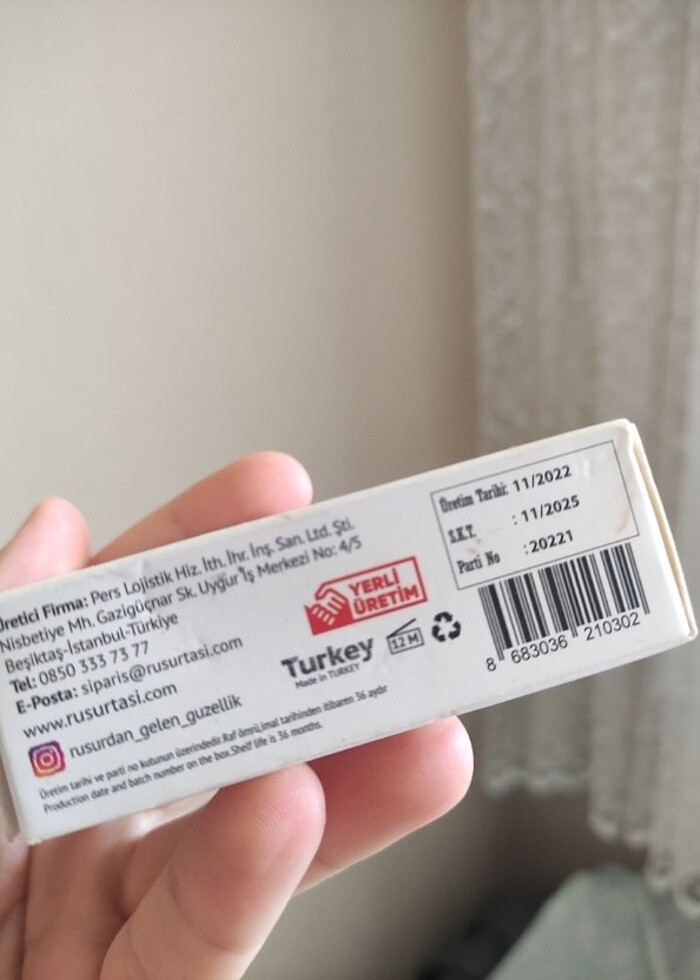 Üretici Firma: Pers Lojistik Hiz. İth. İhr. İnş. San. Ltd. Şti.
Nisbetiye Mh. Gazigüçnar Sk. Uygur İş Merkezi No: 4/5
Beşiktaş-İstanbul-Türkiye
Tel: 0850 333 73 77
E-Posta: siparis@rusurtasi.com
www.rusurtasi.com
rusurdan_gelen_guzellik
Üretim tarihi ve parti no kutunun üzerindedir.Raf ömrü,imal tarihinden itibaren 36 aydır
Production date and batch number on the box.Shelf life is 36 months.
YERLİ
ÜRETİM
Turkey
Made in TURKEY
12 M
Üretim Tarihi: 11/2022
S.K.T. : 11/2025
Parti No : 20221
8 683036 210302